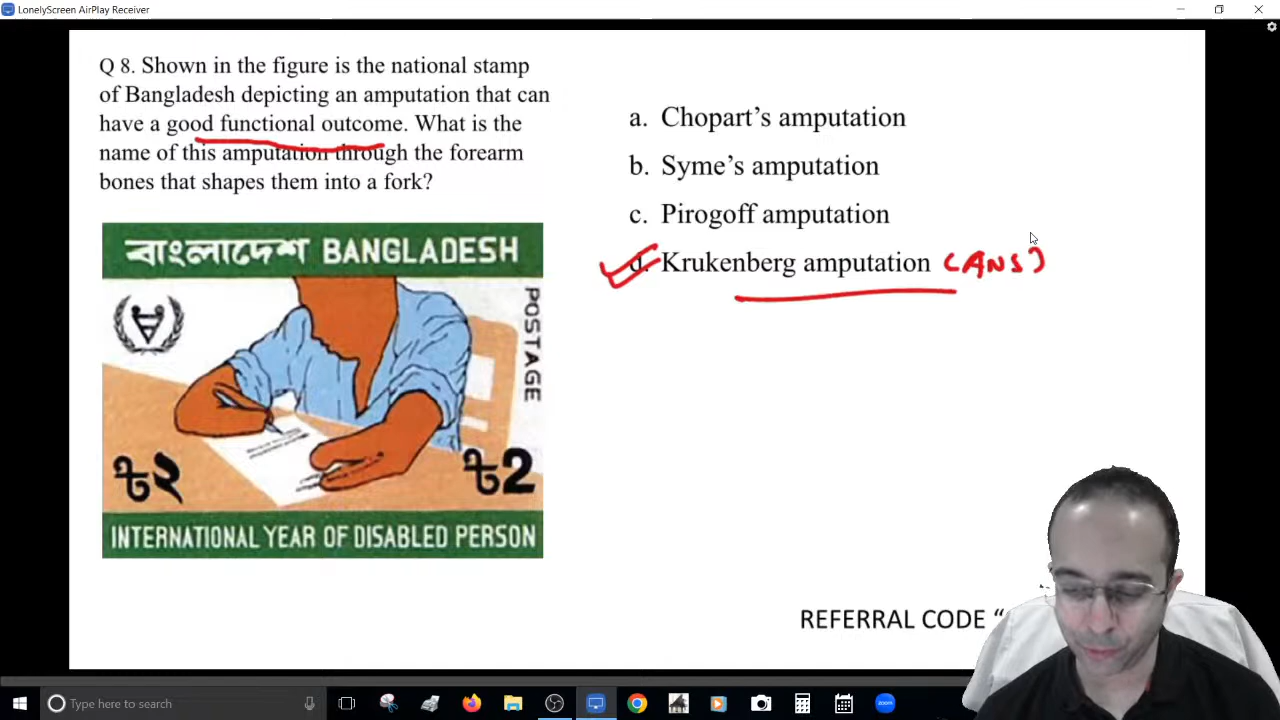 LonelyScreen AirPlay Receiver
Q 8. Shown in the figure is the national stamp
of Bangladesh depicting an amputation that can
have a good functional outcome. What is the
name of this amputation through the forearm
bones that shapes them into a fork?
a. Chopart’s amputation
b. Syme’s amputation
c. Pirogoff amputation
d. Krukenberg amputation (ANS)
বাংলাদেশ BANGLADESH
POSTAGE
৳২
৳2
INTERNATIONAL YEAR OF DISABLED PERSON
REFERRAL CODE “
Type here to search
zoom